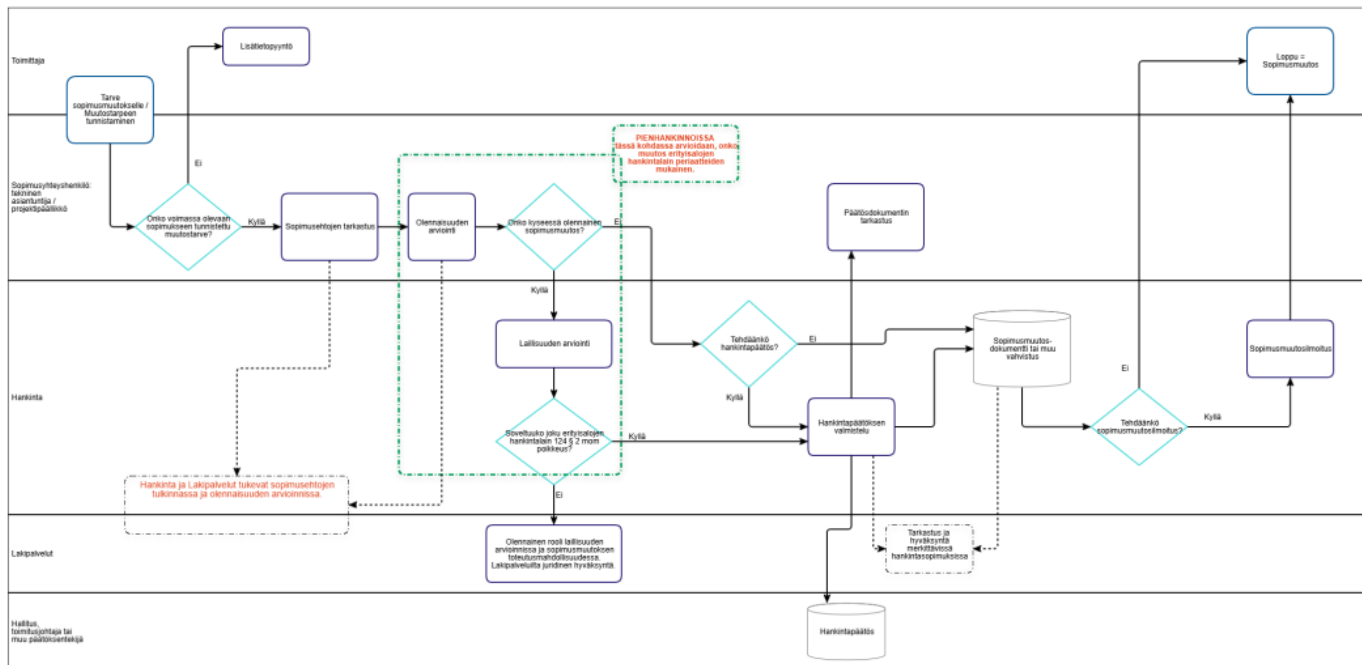 Toimittaja
Tarve
sopimusmuutokselle /
Muutostarpeen
tunnistaminen
Lisätietopyyntö
Loppu =
Sopimusmuutos
Sopimusyhteyshenkilö:
tekninen
asiantuntija /
projektipäällikkö
Ei
Onko voimassa olevaan
sopimukseen tunnistettu
muutostarve?
Kyllä
Sopimusehtojen tarkastus
Olennaisuuden
arviointi
Onko kyseessä olennainen
sopimusmuutos?
Ei
PIENHANKINNOISSA
tässä kohdassa arvioidaan, onko
muutos erityisalojen
hankintalain periaatteiden
mukainen.
Päätösdokumentin
tarkastus
Hankinta
Kyllä
Laillisuuden arviointi
Soveltuuko joku erityisalojen
hankintalain 124 § 2 mom
poikkeus?
Kyllä
Ei
Tehdäänkö
hankintapäätös?
Ei
Kyllä
Hankintapäätöksen
valmistelu
Sopimusmuutos-
dokumentti tai muu
vahvistus
Ei
Tehdäänkö
sopimusmuutosilmoitus?
Kyllä
Sopimusmuutosilmoitus
Hankinta ja Lakipalvelut tukevat sopimusehtojen
tulkinnassa ja olennaisuuden arvioinnissa.
Lakipalvelut
Olennainen rooli laillisuuden
arvioinnissa ja sopimusmuutoksen
toteutusmahdollisuudessa.
Lakipalveluilta juridinen hyväksyntä.
Tarkastus ja
hyväksyntä
merkittävissä
hankintasopimuksissa
Hallitus,
toimitusjohtaja tai
muu päätöksentekijä
Hankintapäätös